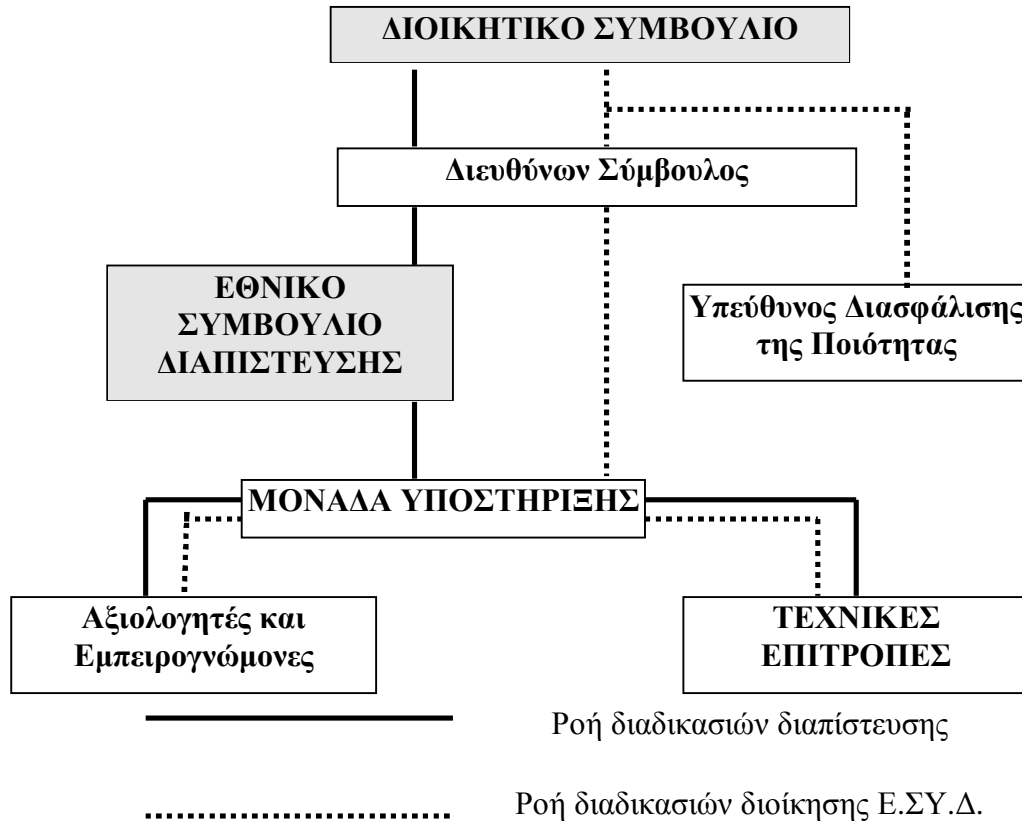 ΔΙΟΙΚΗΤΙΚΟ ΣΥΜΒΟΥΛΙΟ
Διευθύνων Σύμβουλος
ΕΘΝΙΚΟ
ΣΥΜΒΟΥΛΙΟ
ΔΙΑΠΙΣΤΕΥΣΗΣ
Υπεύθυνος Διασφάλισης
της Ποιότητας
ΜΟΝΑΔΑ ΥΠΟΣΤΗΡΙΞΗΣ
Αξιολογητές και
Εμπειρογνώμονες
ΤΕΧΝΙΚΕΣ
ΕΠΙΤΡΟΠΕΣ
Ροή διαδικασιών διαπίστευσης
Ροή διαδικασιών διοίκησης Ε.ΣΥ.Δ.